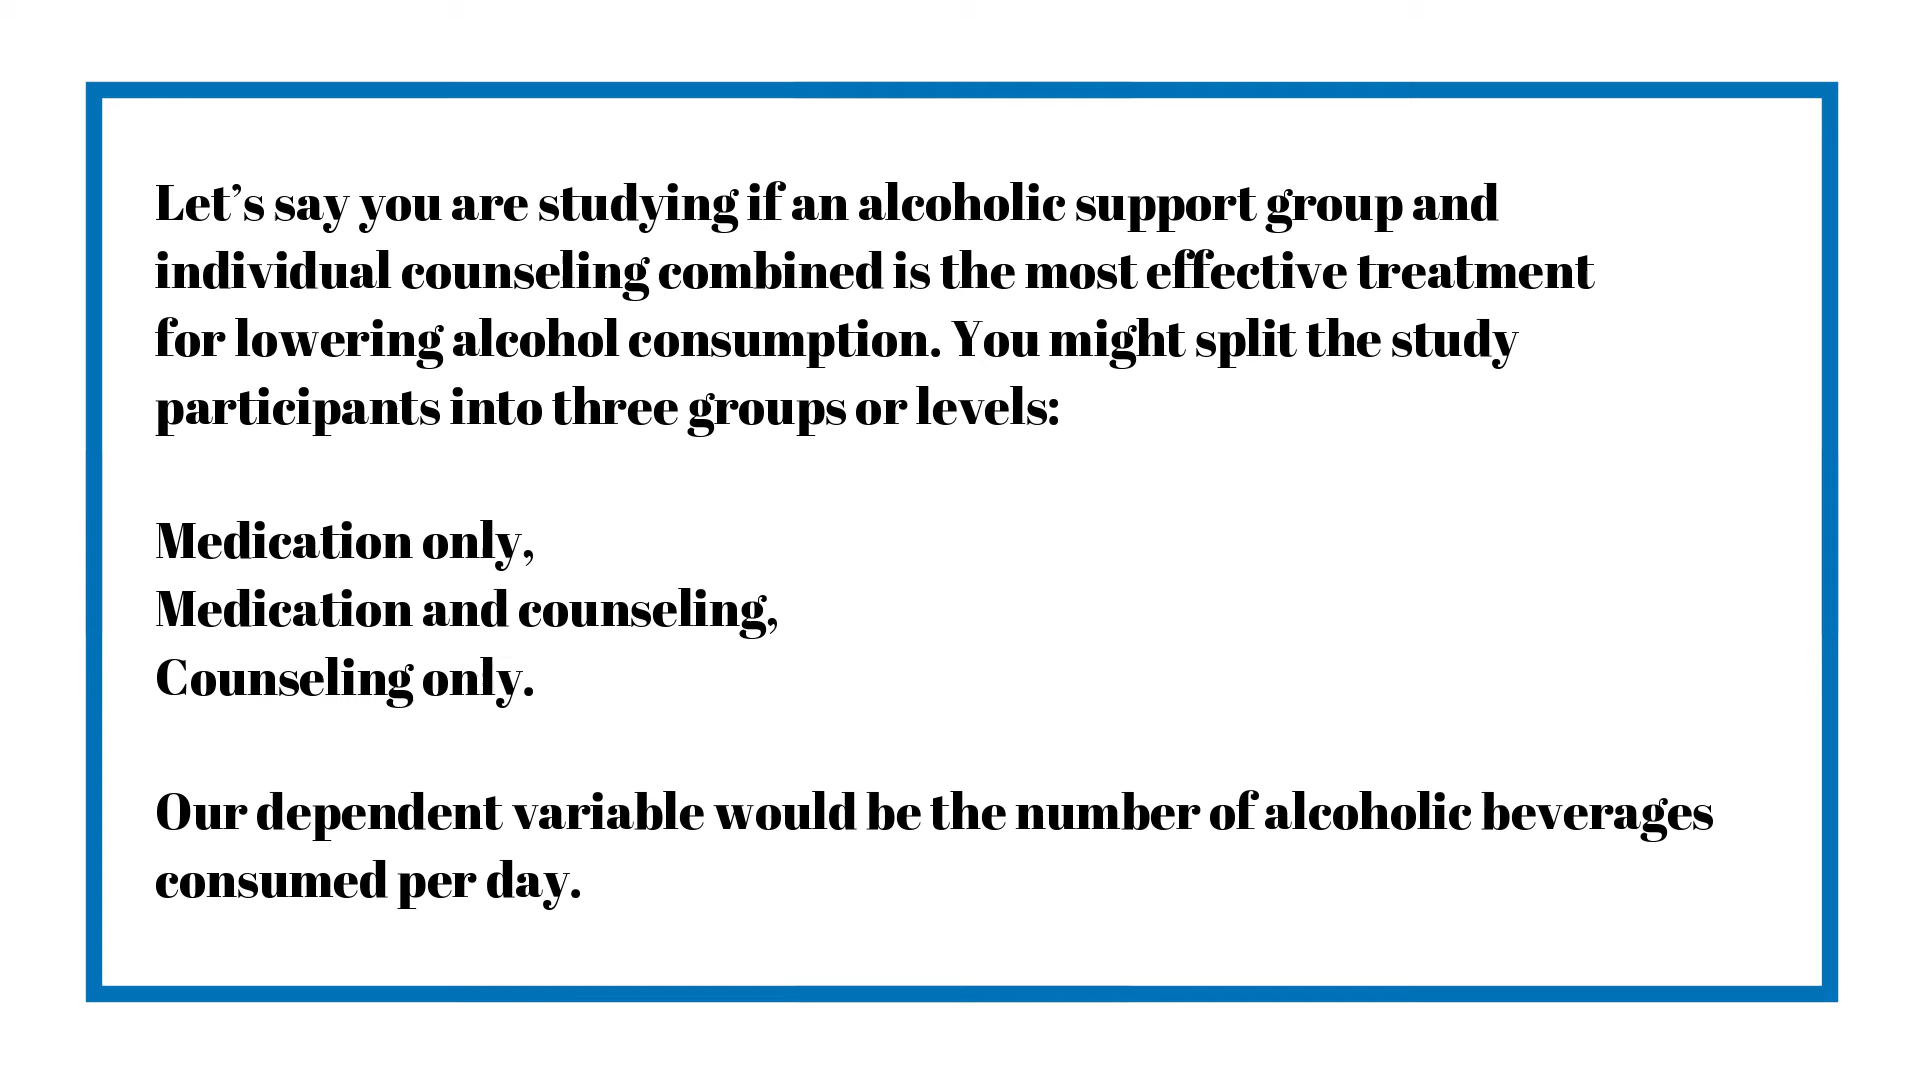 Let’s say you are studying if an alcoholic support group and
individual counseling combined is the most effective treatment
for lowering alcohol consumption. You might split the study
participants into three groups or levels:
Medication only,
Medication and counseling,
Counseling only.
Our dependent variable would be the number of alcoholic beverages
consumed per day.